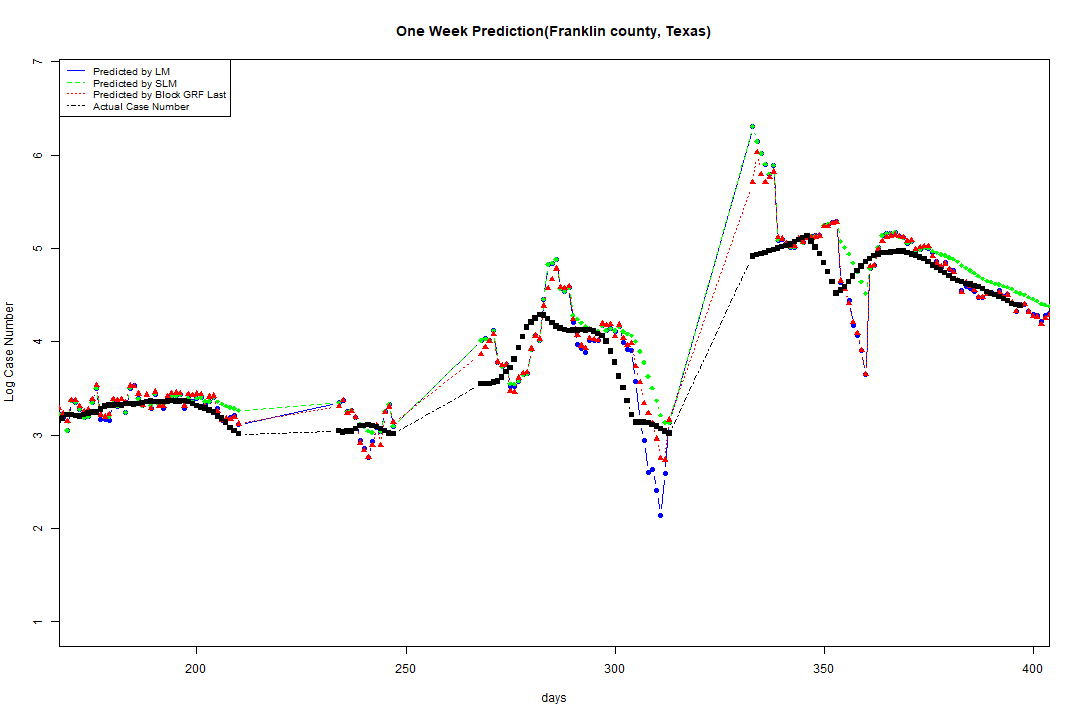 One Week Prediction(Franklin county, Texas)
Predicted by LM
Predicted by SLM
Predicted by Block GRF Last
Actual Case Number
Log Case Number
7
6
5
4
3
2
1
200 250 300 350 400
days